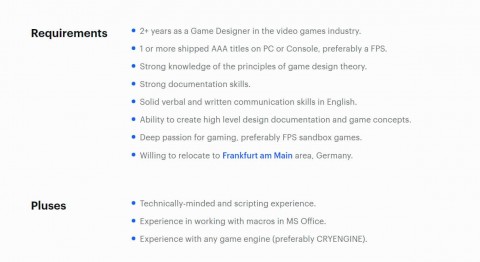 Requirements
2+ years as a Game Designer in the video games industry.
1 or more shipped AAA titles on PC or Console, preferably a FPS.
Strong knowledge of the principles of game design theory.
Strong documentation skills.
Solid verbal and written communication skills in English.
Ability to create high level design documentation and game concepts.
Deep passion for gaming, preferably FPS sandbox games.
Willing to relocate to Frankfurt am Main area, Germany.
Pluses
Technically-minded and scripting experience.
Experience in working with macros in MS Office.
Experience with any game engine (preferably CRYENGINE).